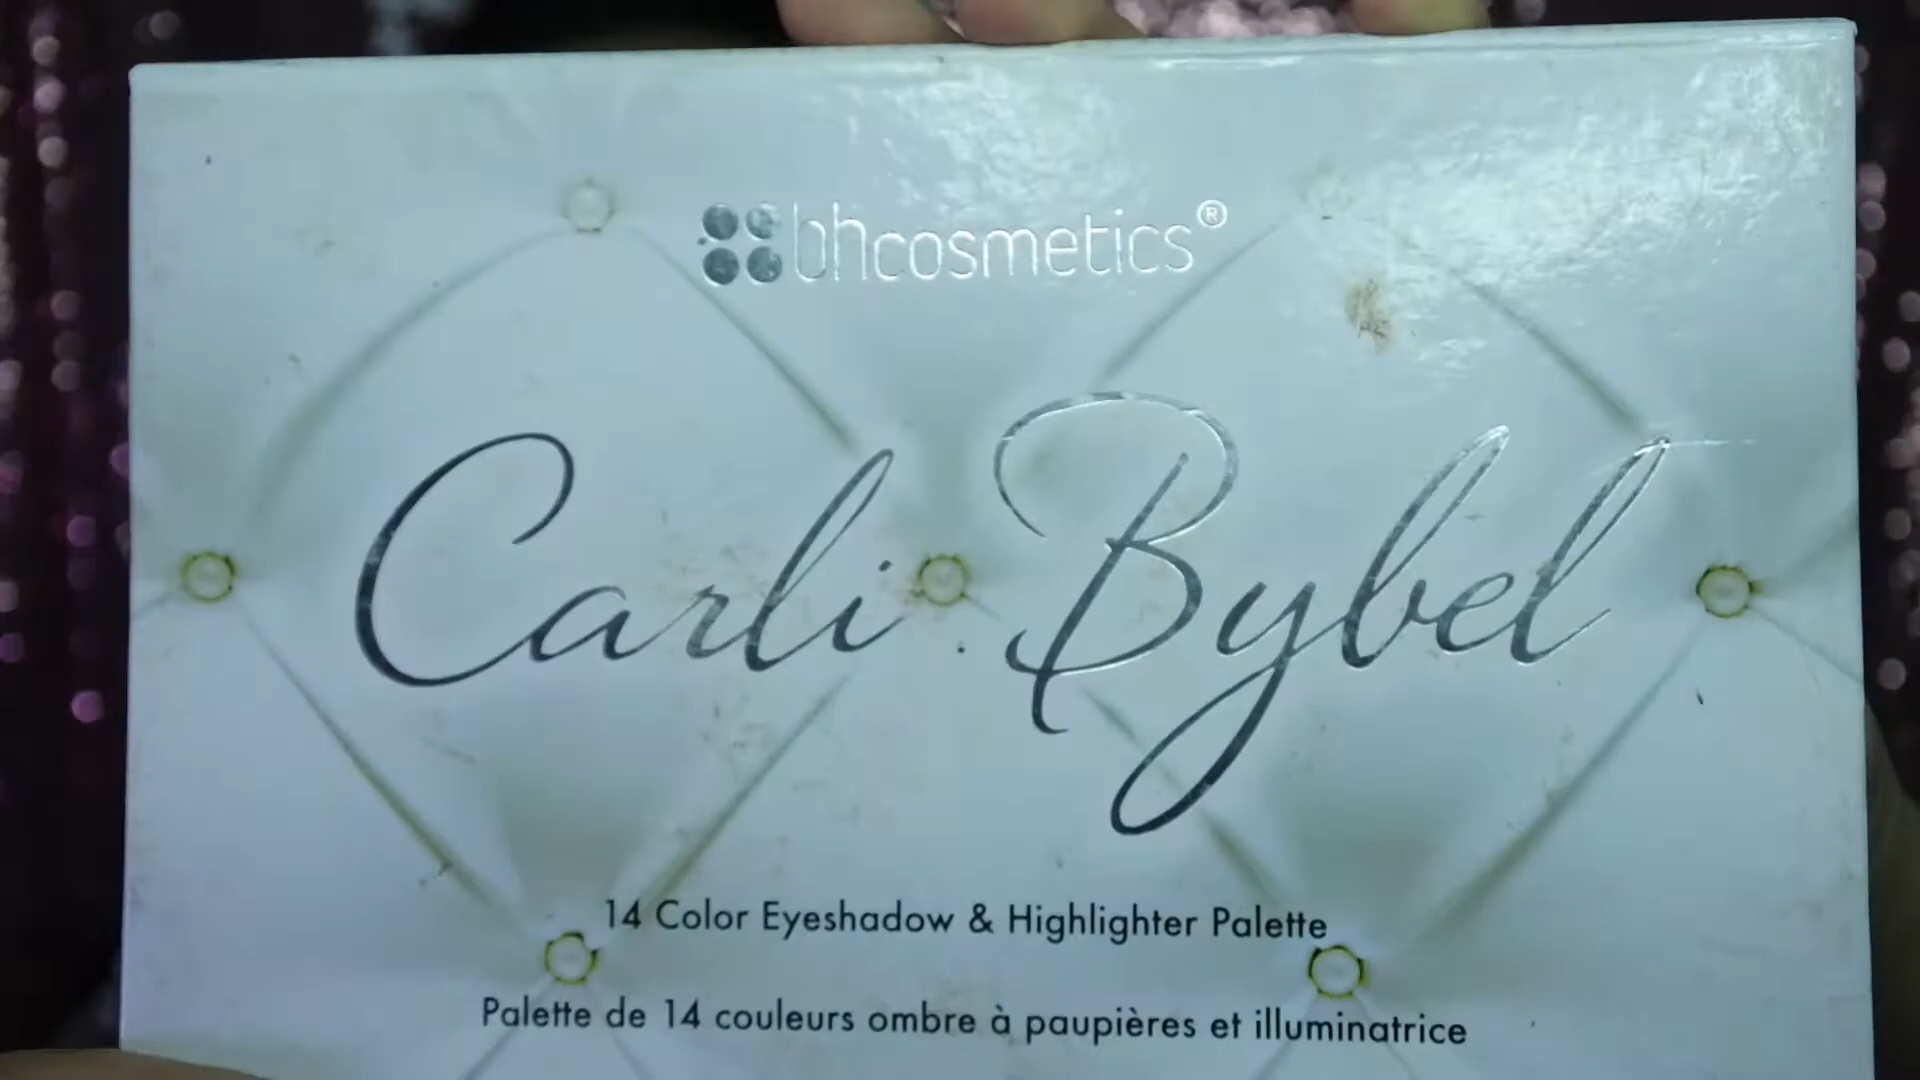 bhcosmetics®
Carli Bybel
14 Color Eyeshadow & Highlighter Palette
Palette de 14 couleurs ombre à paupières et illuminatrice